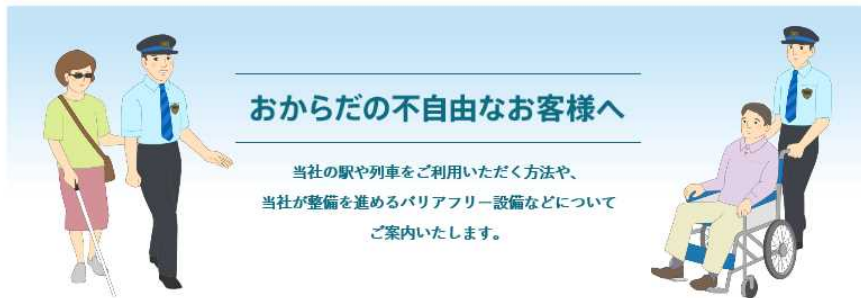 おからだの不自由なお客様へ
当社の駅や列車をご利用いただく方法や、
当社が整備を進めるバリアフリー設備などについて
ご案内いたします。